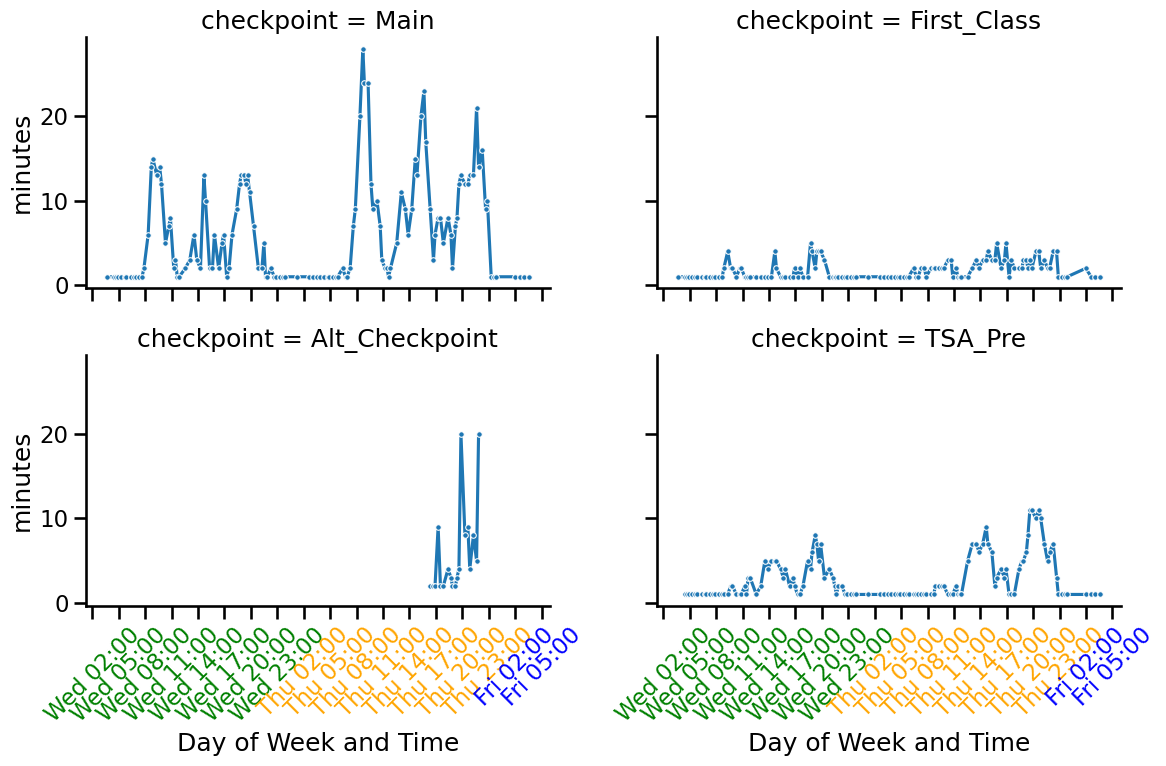 checkpoint = Main
checkpoint = First_Class
minutes
20
10
0
checkpoint = Alt_Checkpoint
checkpoint = TSA_Pre
minutes
20
10
0
Wed 02:00
Wed 05:00
Wed 08:00
Wed 11:00
Wed 14:00
Wed 17:00
Wed 20:00
Wed 23:00
Thu 02:00
Thu 05:00
Thu 08:00
Thu 11:00
Thu 14:00
Thu 17:00
Thu 20:00
Thu 23:00
Fri 02:00
Fri 05:00
Wed 02:00
Wed 05:00
Wed 08:00
Wed 11:00
Wed 14:00
Wed 17:00
Wed 20:00
Wed 23:00
Thu 02:00
Thu 05:00
Thu 08:00
Thu 11:00
Thu 14:00
Thu 17:00
Thu 20:00
Thu 23:00
Fri 02:00
Fri 05:00
Day of Week and Time
Day of Week and Time